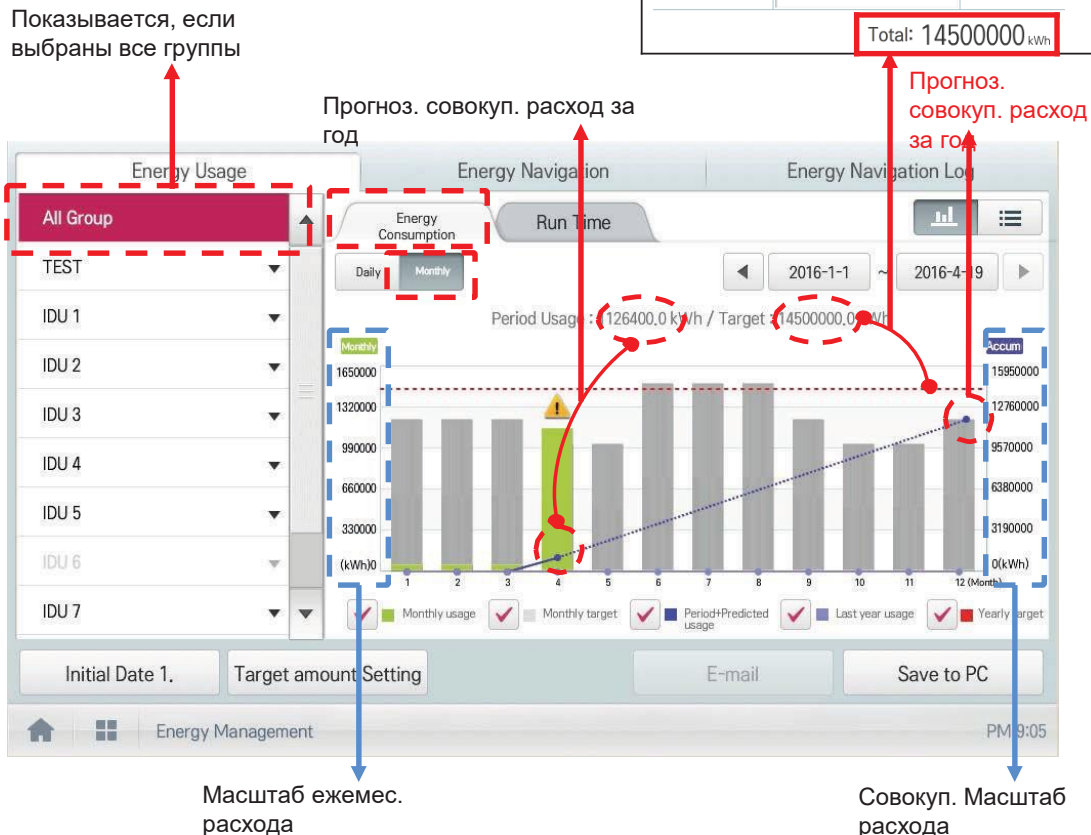 Показывается, если
выбраны все группы
Total: 14500000 kWh
Прогноз.
совокуп. расход
за год
Прогноз. совокуп. расход за
год
Energy Usage
Energy Navigation
Energy Navigation Log
All Group
TEST
IDU 1
IDU 2
IDU 3
IDU 4
IDU 5
IDU 6
IDU 7
Energy
Consumption
Run Time
Daily
Monthly
2016-1-1 ~ 2016-4-19
Period Usage : 1126400.0 kWh / Target : 14500000.0 kWh
Monthly
1650000
1320000
990000
660000
330000
(kWh)0
Accum
15950000
12760000
9570000
6380000
3190000
0(kWh)
1 2 3 4 5 6 7 8 9 10 11 12 (Month)
Monthly usage
Monthly target
Period+Predicted
usage
Last year usage
Yearly target
Initial Date 1.
Target amount Setting
E-mail
Save to PC
Energy Management
PM 9:05
Масштаб ежемес.
расхода
Совокуп. Масштаб
расхода